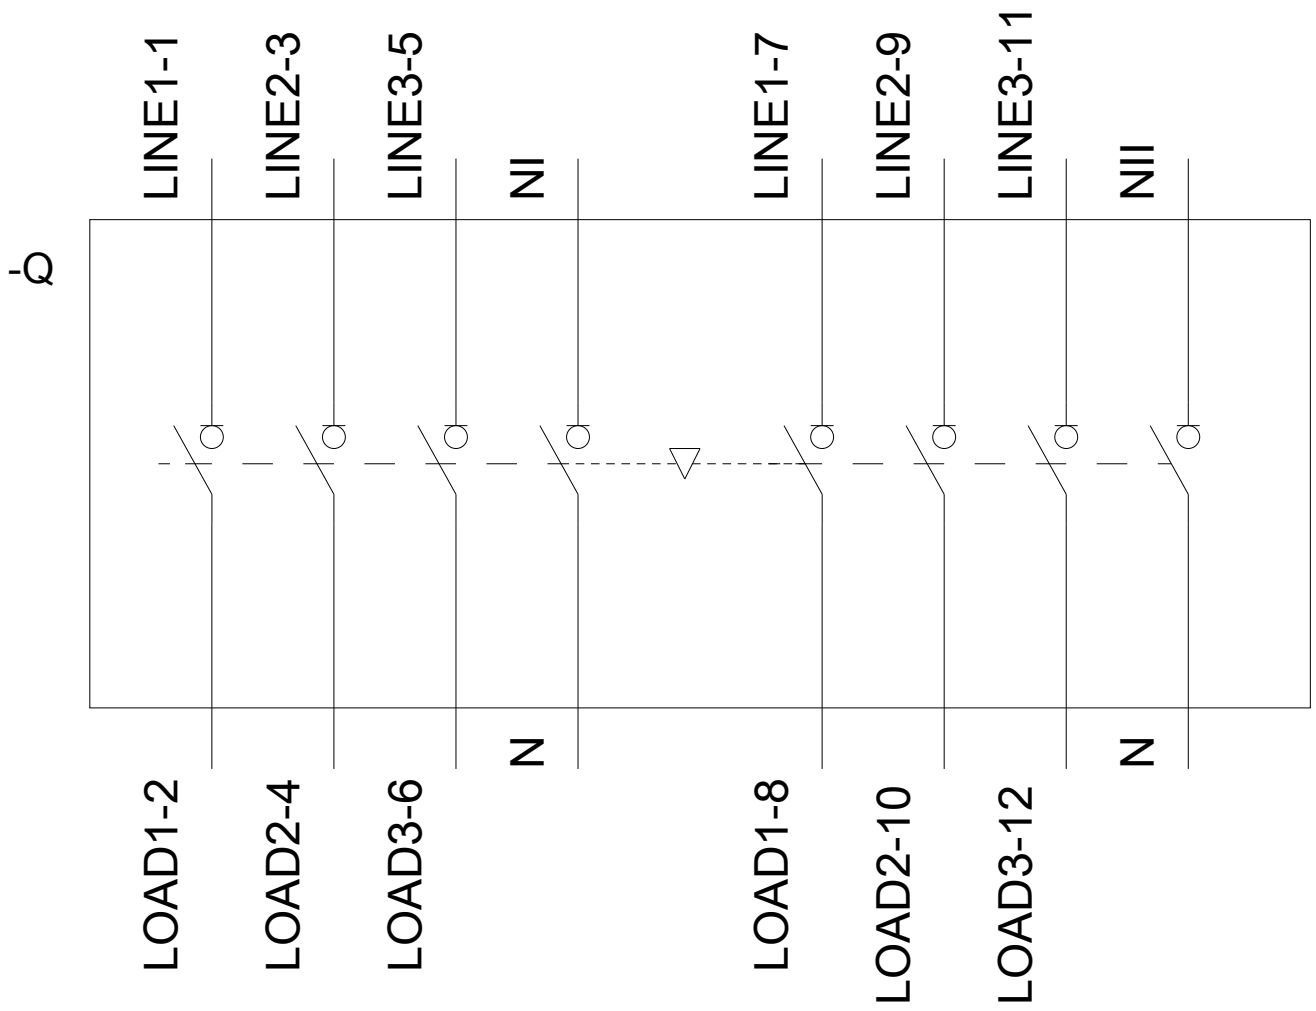 LINE1-1
LINE2-3
LINE3-5
NI
LINE1-7
LINE2-9
LINE3-11
NII
-Q
LOAD1-2
LOAD2-4
LOAD3-6
N
LOAD1-8
LOAD2-10
LOAD3-12
N